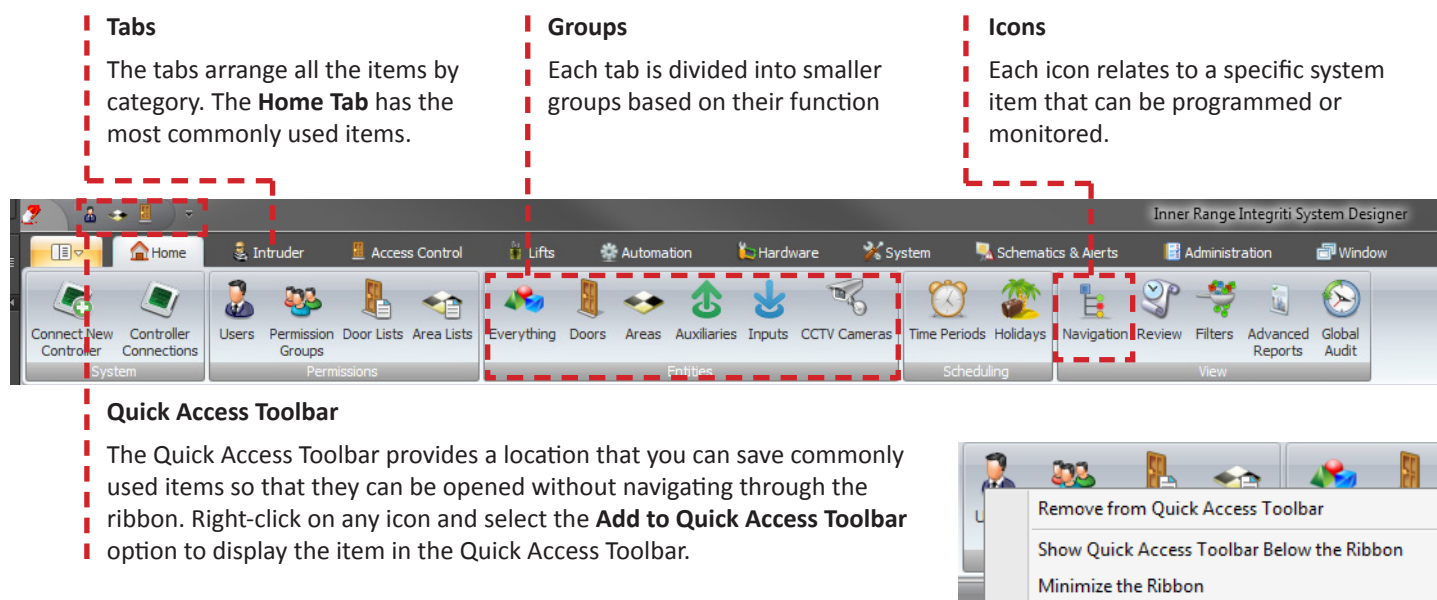 Tabs
The tabs arrange all the items by
category. The Home Tab has the
most commonly used items.
Groups
Each tab is divided into smaller
groups based on their function
Icons
Each icon relates to a specific system
item that can be programmed or
monitored.
Inner Range Integriti System Designer
Home Intruder Access Control Lifts Automation Hardware System Schematics & Alerts Administration Window
Connect New Controller Users Permission Door Lists Area Lists Everything Doors Areas Auxiliaries Inputs CCTV Cameras Time Periods Holidays Navigation Review Filters Advanced Global
Controller Connections Groups Reports Audit
System Permissions Entities Scheduling View
Quick Access Toolbar
The Quick Access Toolbar provides a location that you can save commonly
used items so that they can be opened without navigating through the
ribbon. Right-click on any icon and select the Add to Quick Access Toolbar
option to display the item in the Quick Access Toolbar.
Remove from Quick Access Toolbar
Show Quick Access Toolbar Below the Ribbon
Minimize the Ribbon